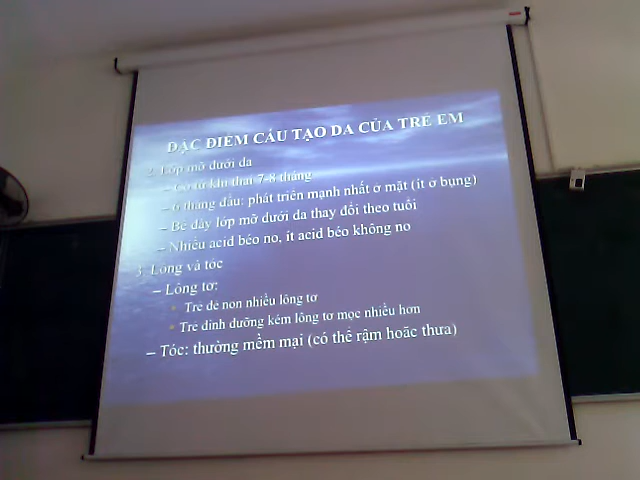 ĐẶC ĐIỂM CẤU TẠO DA CỦA TRẺ EM
2. Lớp mỡ dưới da
– Có từ khi thai 7-8 tháng
– 6 tháng đầu: phát triển mạnh nhất ở mặt (ít ở bụng)
– Bề dày lớp mỡ dưới da thay đổi theo tuổi
– Nhiều acid béo no, ít acid béo không no
3. Lông và tóc
– Lông tơ:
• Trẻ đẻ non nhiều lông tơ
• Trẻ dinh dưỡng kém lông tơ mọc nhiều hơn
– Tóc: thường mềm mại (có thể rậm hoặc thưa)